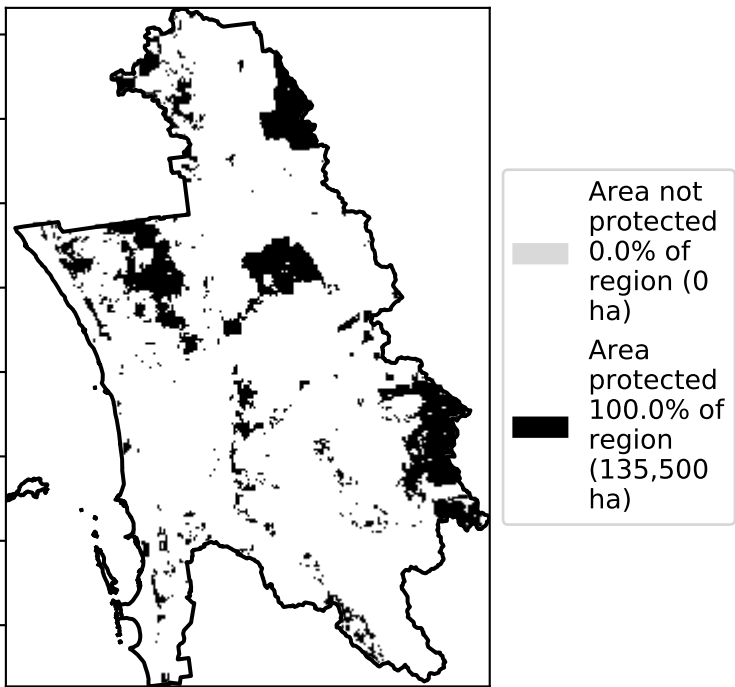 Area not
protected
0.0% of
region (0
ha)
Area
protected
100.0% of
region
(135,500
ha)